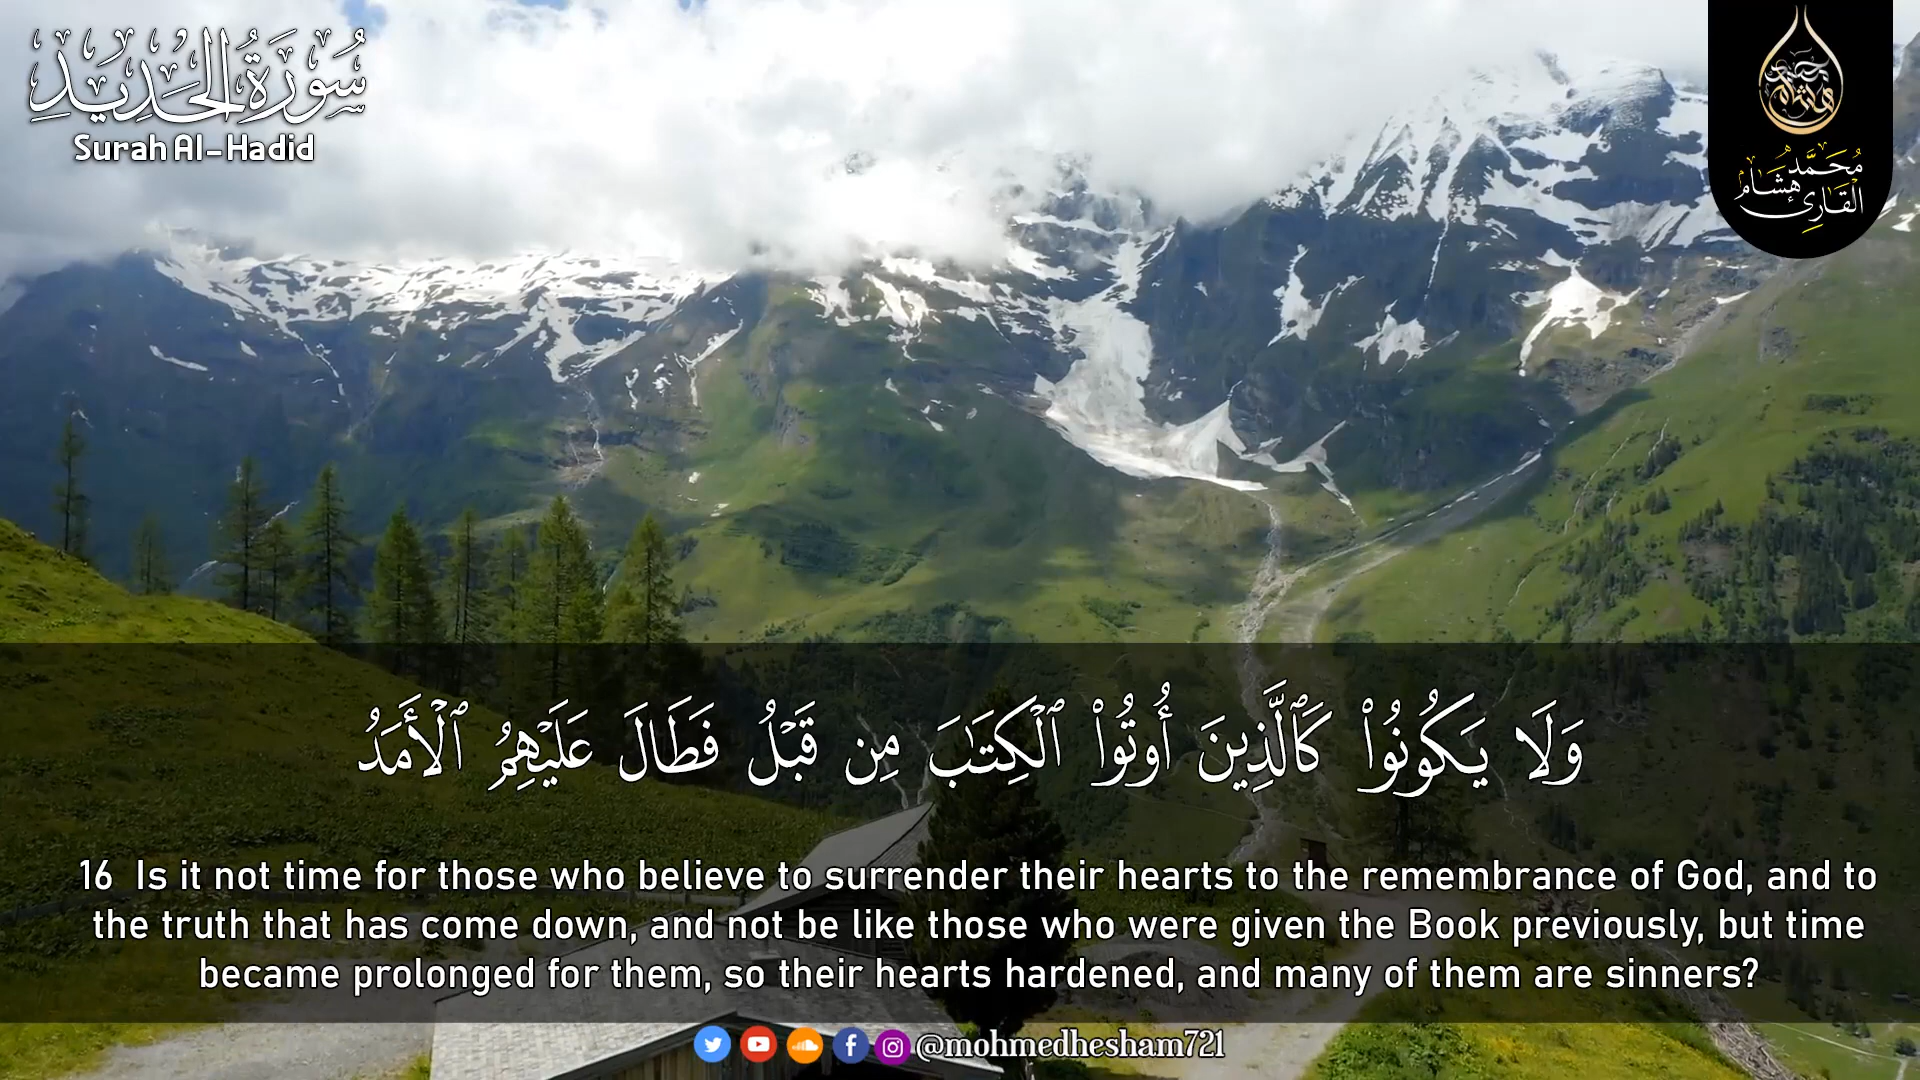 سُورَةُ الحَدِيدِ
Surah Al-Hadid
مُحَمَّد هِشَام
القَارِئ
وَلَا يَكُونُوا۟ كَٱلَّذِينَ أُوتُوا۟ ٱلْكِتَـٰبَ مِن قَبْلُ فَطَالَ عَلَيْهِمُ ٱلْأَمَدُ
16 Is it not time for those who believe to surrender their hearts to the remembrance of God, and to
the truth that has come down, and not be like those who were given the Book previously, but time
became prolonged for them, so their hearts hardened, and many of them are sinners?
@mohmedhesham721